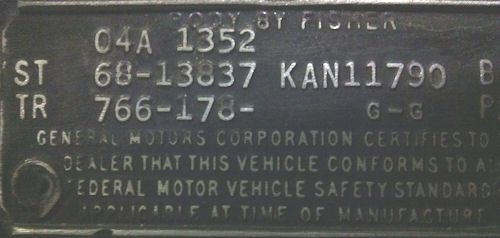 BODY BY FISHER
04A 1352
ST 68-13837 KAN11790 B
TR 766-178- G-G P
GENERAL MOTORS CORPORATION CERTIFIES TO
DEALER THAT THIS VEHICLE CONFORMS TO A
FEDERAL MOTOR VEHICLE SAFETY STANDARD
APPLICABLE AT TIME OF MANUFACTURE